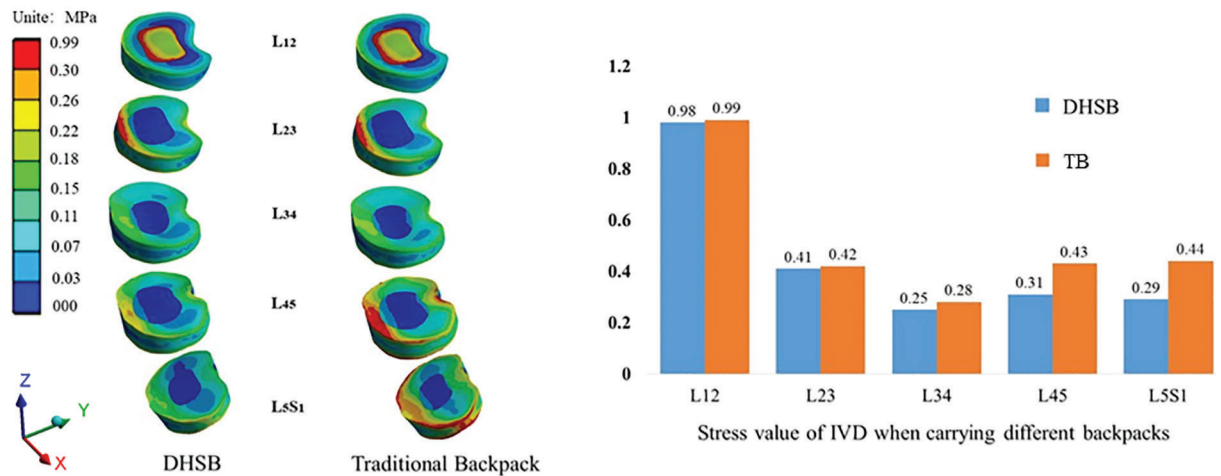 Unite: MPa
0.99
0.30
0.26
0.22
0.18
0.15
0.11
0.07
0.03
000
L12
L23
L34
L45
L5S1
Z
Y
X
DHSB
Traditional Backpack
1.2
1
0.8
0.6
0.4
0.2
0
0.98 0.99
0.41 0.42
0.25 0.28
0.31 0.43
0.29 0.44
DHSB
TB
L12 L23 L34 L45 L5S1
Stress value of IVD when carrying different backpacks